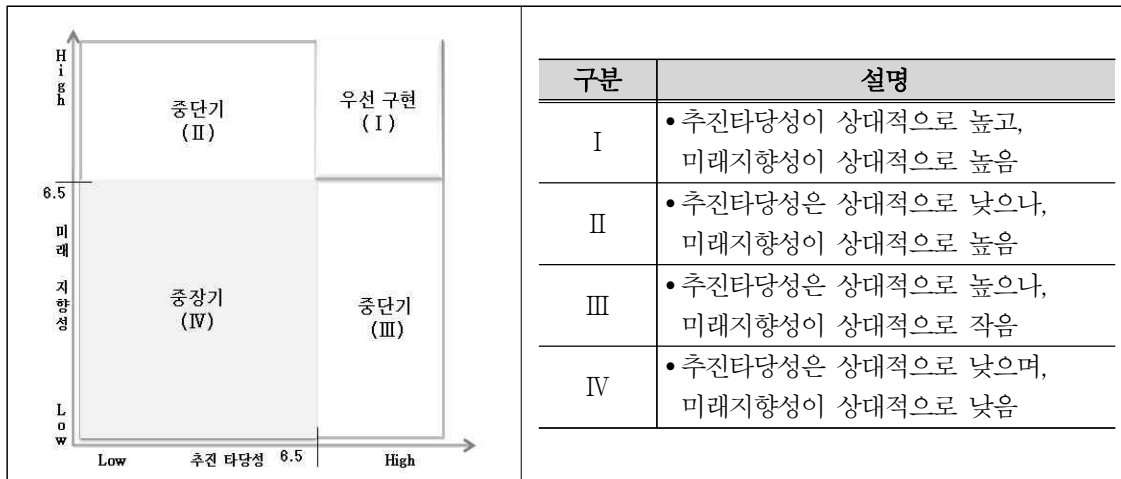 High
중단기
(Ⅱ)
우선 구현
(Ⅰ)
6.5
미래 지향성
중장기
(Ⅳ)
중단기
(Ⅲ)
Low
Low 추진 타당성 6.5 High
구분 설명
Ⅰ
•추진타당성이 상대적으로 높고,
미래지향성이 상대적으로 높음
Ⅱ
•추진타당성은 상대적으로 낮으나,
미래지향성이 상대적으로 높음
Ⅲ
•추진타당성은 상대적으로 높으나,
미래지향성이 상대적으로 작음
Ⅳ
•추진타당성은 상대적으로 낮으며,
미래지향성이 상대적으로 낮음